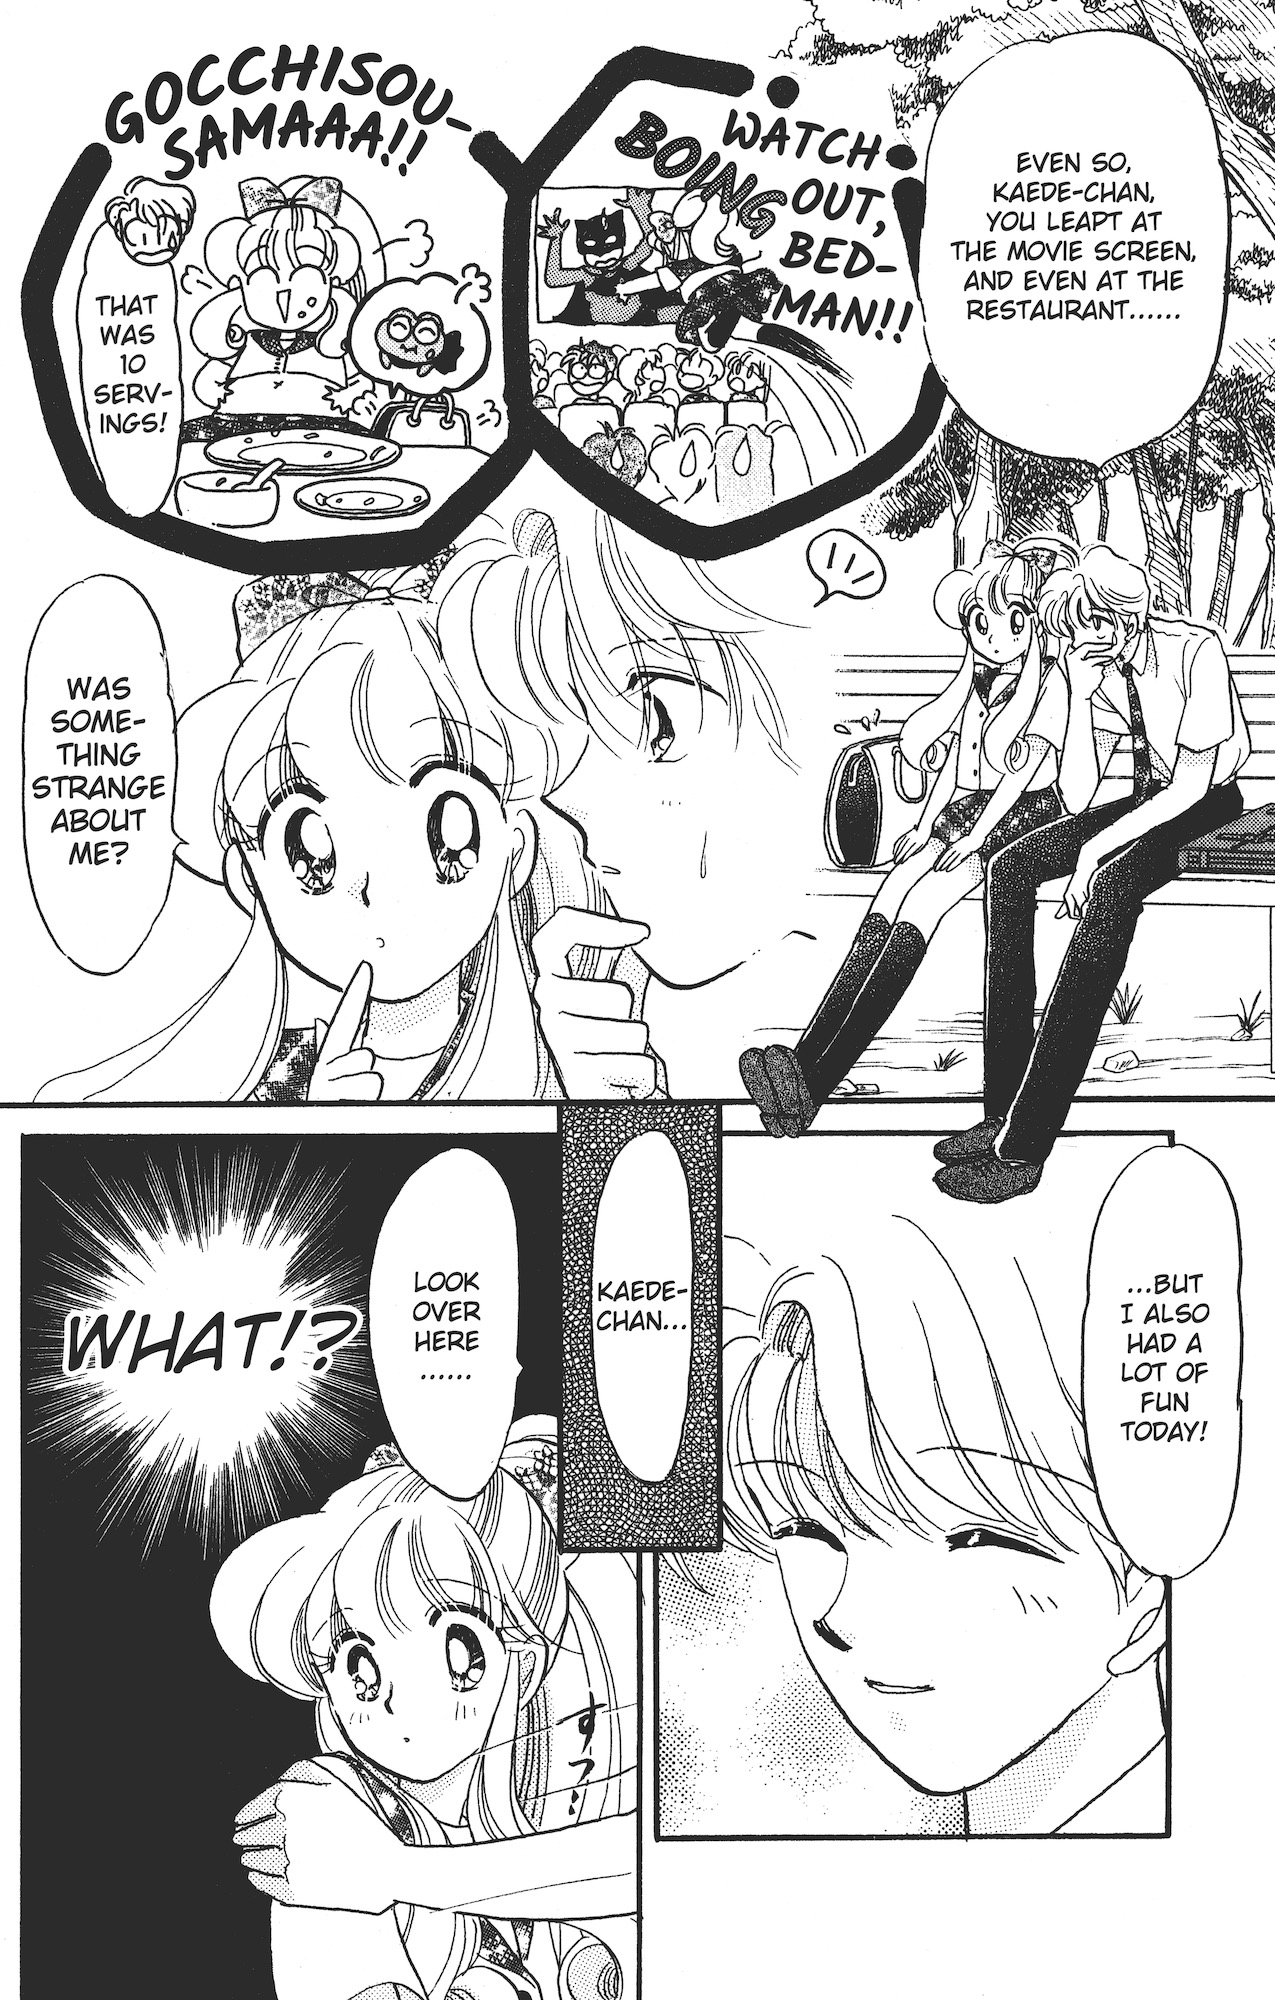 EVEN SO,
KAEDE-CHAN,
YOU LEAPT AT
THE MOVIE SCREEN,
AND EVEN AT THE
RESTAURANT......
WATCH
OUT,
BED-
MAN!!
BOING
GOCCHISOU-
SAMAAA!!
THAT
WAS
10
SERV-
INGS!
WAS
SOME-
THING
STRANGE
ABOUT
ME?
...BUT
I ALSO
HAD A
LOT OF
FUN
TODAY!
KAEDE-
CHAN...
LOOK
OVER
HERE
......
WHAT!?
すっ…